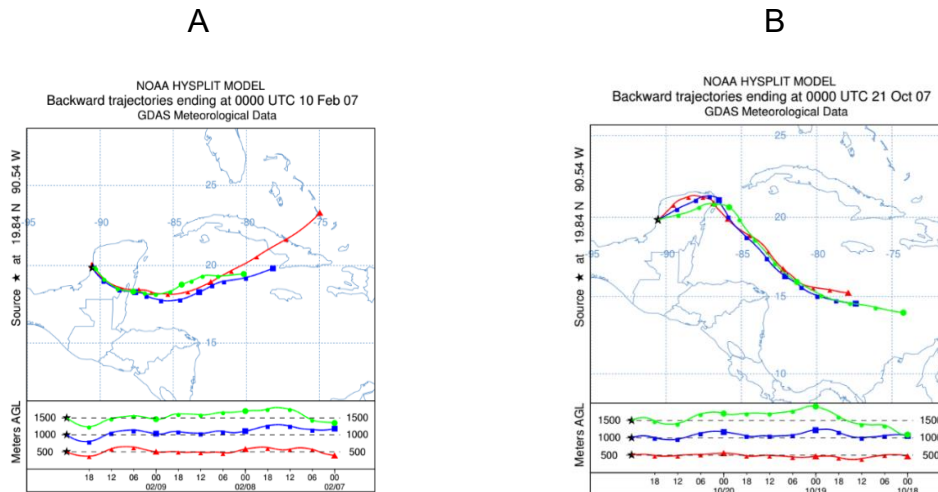 A
B
NOAA HYSPLIT MODEL
Backward trajectories ending at 0000 UTC 10 Feb 07
GDAS Meteorological Data
Source ★ at 19.84 N 90.54 W
95
-90
-85
-80
-75
25
20
15
Meters AGL
1500
1000
500
1500
1000
500
18 12 06 00 18 12 06 00 18 12 06 00
02/09 02/08 02/07
NOAA HYSPLIT MODEL
Backward trajectories ending at 0000 UTC 21 Oct 07
GDAS Meteorological Data
Source ★ at 19.84 N 90.54 W
95
-90
-85
-80
-75
25
20
15
10
Meters AGL
1500
1000
500
1500
1000
500
18 12 06 00 18 12 06 00 18 12 06 00
10/20 10/19 10/18